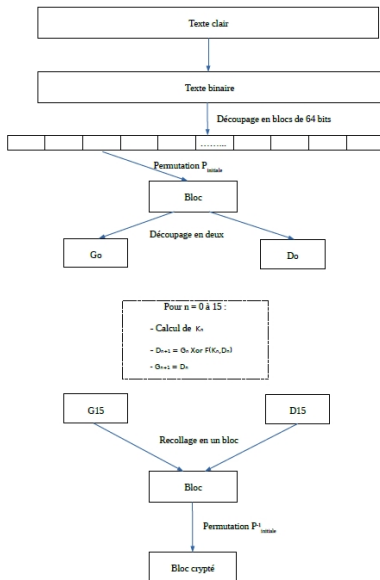 Texte clair
Texte binaire
Découpage en blocs de 64 bits
.........
Permutation P initiale
Bloc
Découpage en deux
Go
Do
Pour n = 0 à 15 :
- Calcul de Kn
- Dn+1 = Gn Xor F(Kn,Dn)
- Gn+1 = Dn
G15
D15
Recollage en un bloc
Bloc
Permutation P-1 initiale
Bloc crypté